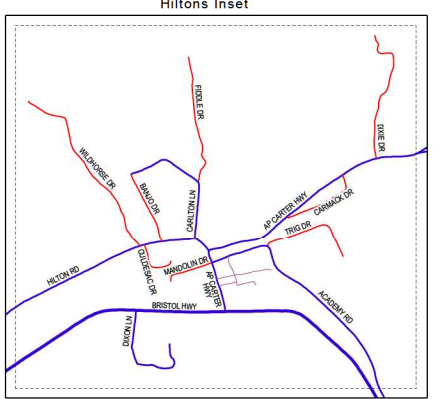 Hiltons Inset
FIDDLE DR
DIXIE DR
WILDHORSE DR
BANJO DR
CARLTON LN
AP CARTER HWY
CARMACK DR
TRIG DR
HILTON RD
CULDESAC DR
MANDOLIN DR
AP CARTER
HWY
BRISTOL HWY
DIXON LN
ACADEMY RD